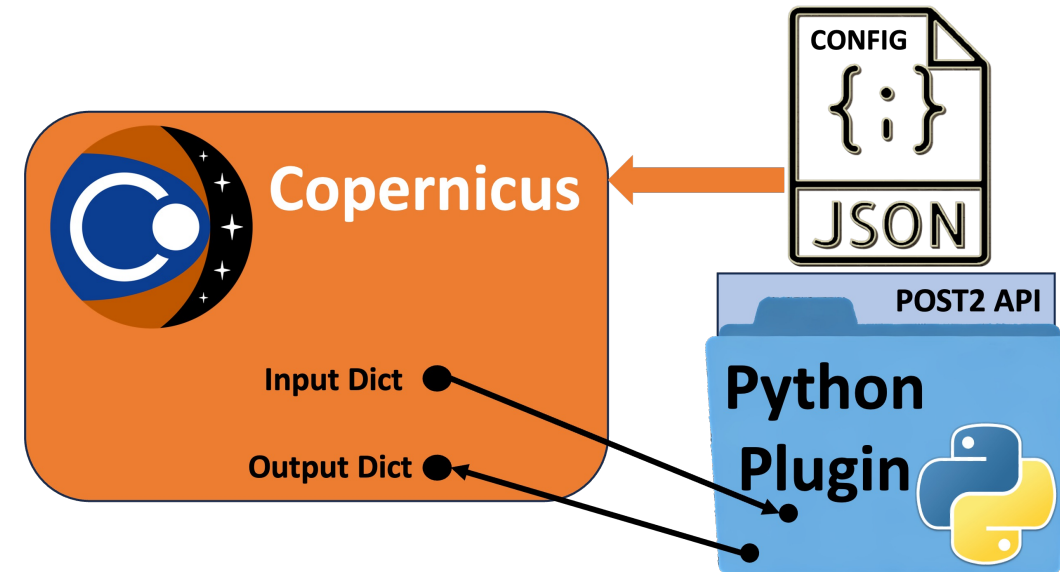 CONFIG
{;}
JSON
Copernicus
POST2 API
Python
Plugin
Input Dict
Output Dict